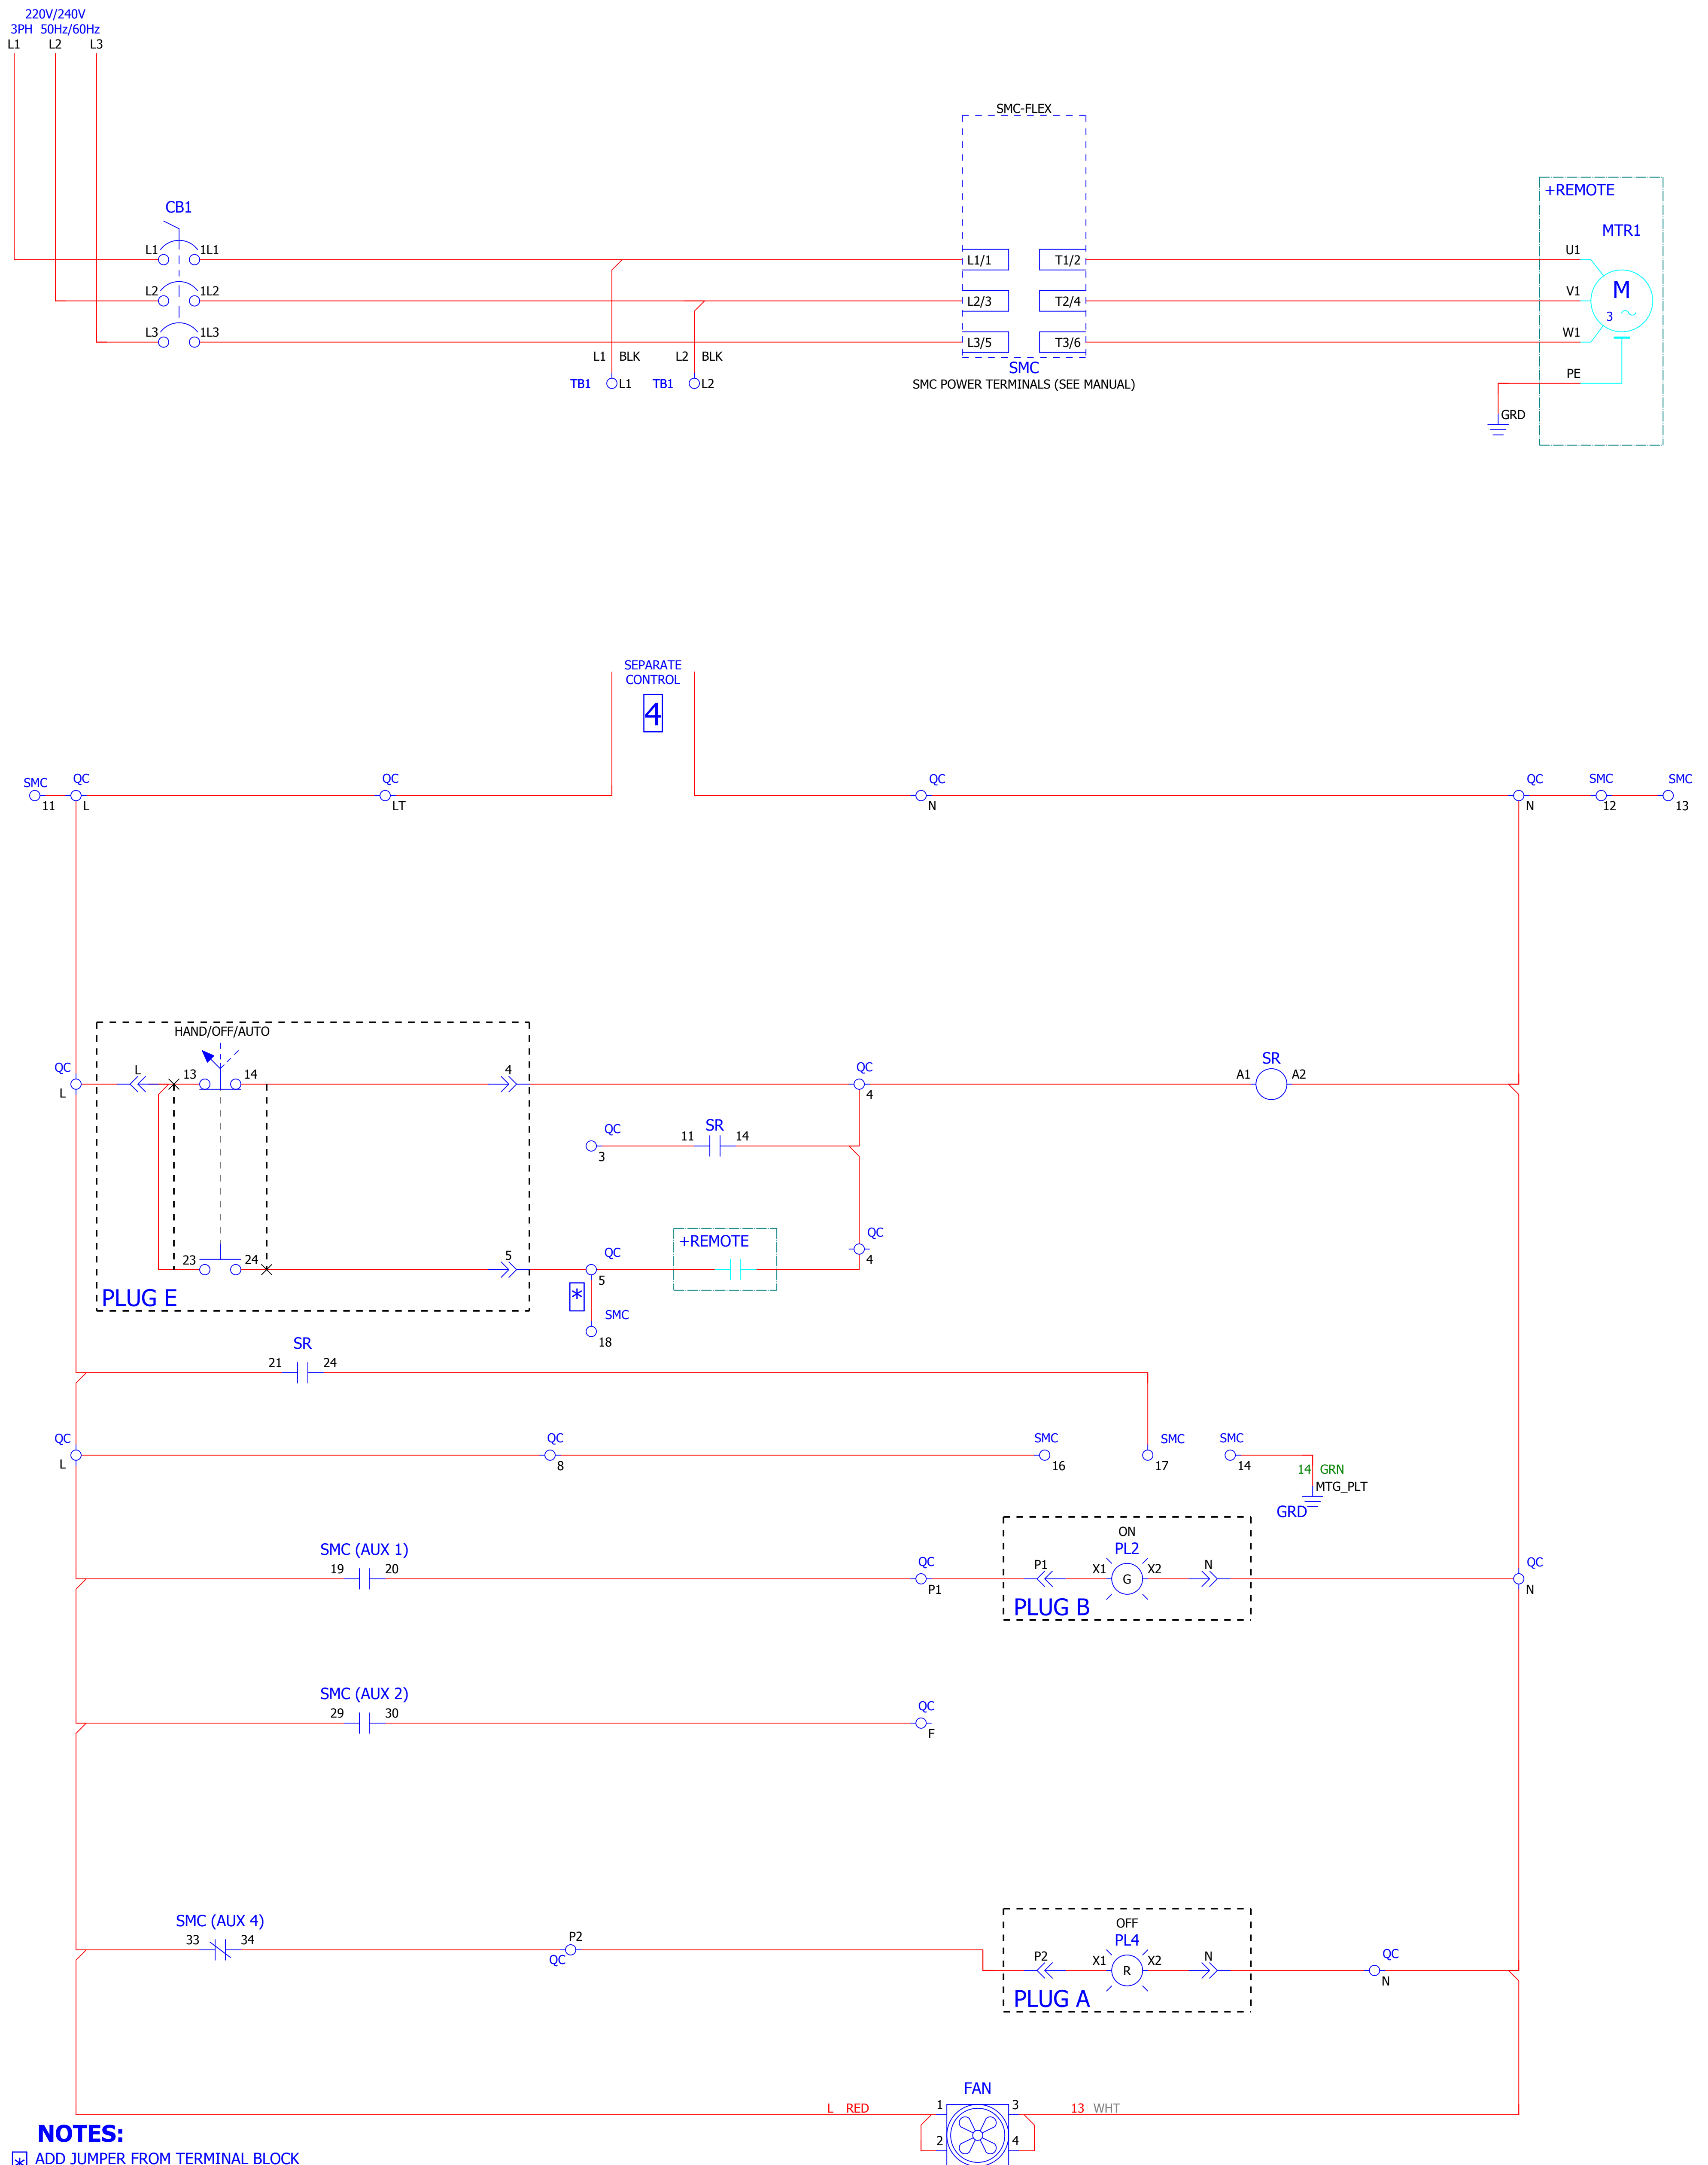 220V/240V
3PH 50Hz/60Hz
L1 L2 L3
SMC-FLEX
+REMOTE
CB1
MTR1
L1 1L1 L1/1 T1/2 U1
L2 1L2 L2/3 T2/4 V1
M
3
L3 1L3 L3/5 T3/6 W1
L1 BLK L2 BLK
SMC
PE
TB1 L1 TB1 L2
SMC POWER TERMINALS (SEE MANUAL)
GRD
SEPARATE
CONTROL
4
SMC QC QC QC QC SMC SMC
11 L LT N N 12 13
HAND/OFF/AUTO
QC L 13 14 4 QC SR
A1 A2
L 4
QC SR
11 14
3
+REMOTE QC
23 24 5 QC
5 4
PLUG E
*
SMC
18
SR
21 24
QC QC SMC SMC SMC
L 8 16 17 14
14 GRN
MTG_PLT
GRD
ON
SMC (AUX 1) PL2
19 20 QC P1 X1 G X2 N QC
P1 N
PLUG B
SMC (AUX 2)
29 30 QC
F
SMC (AUX 4) OFF
33 34 P2 PL4
QC P2 X1 R X2 N QC
N
PLUG A
FAN
L RED 1 3 13 WHT
2 4
NOTES:
* ADD JUMPER FROM TERMINAL BLOCK